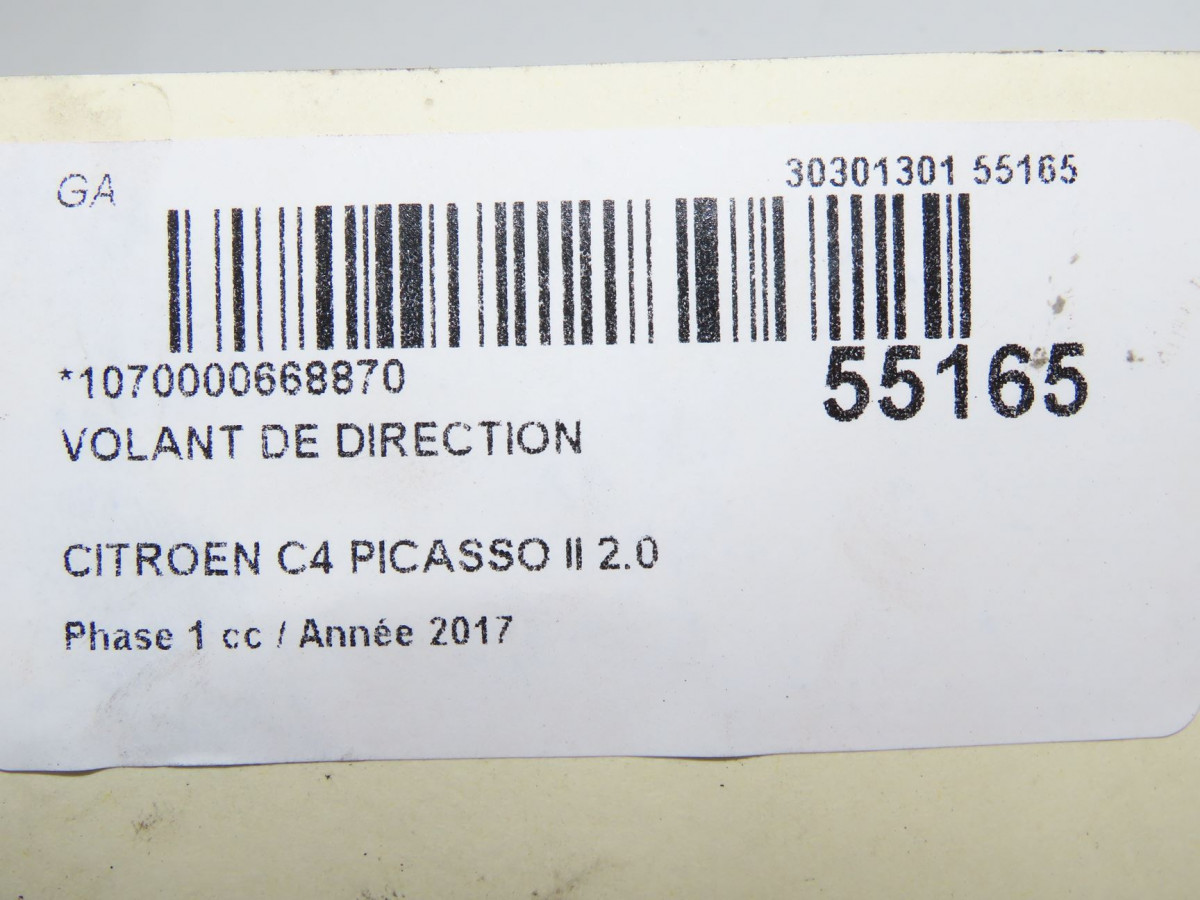 GA
30301301 55165
*1070000668870
55165
VOLANT DE DIRECTION
CITROEN C4 PICASSO II 2.0
Phase 1 cc / Année 2017